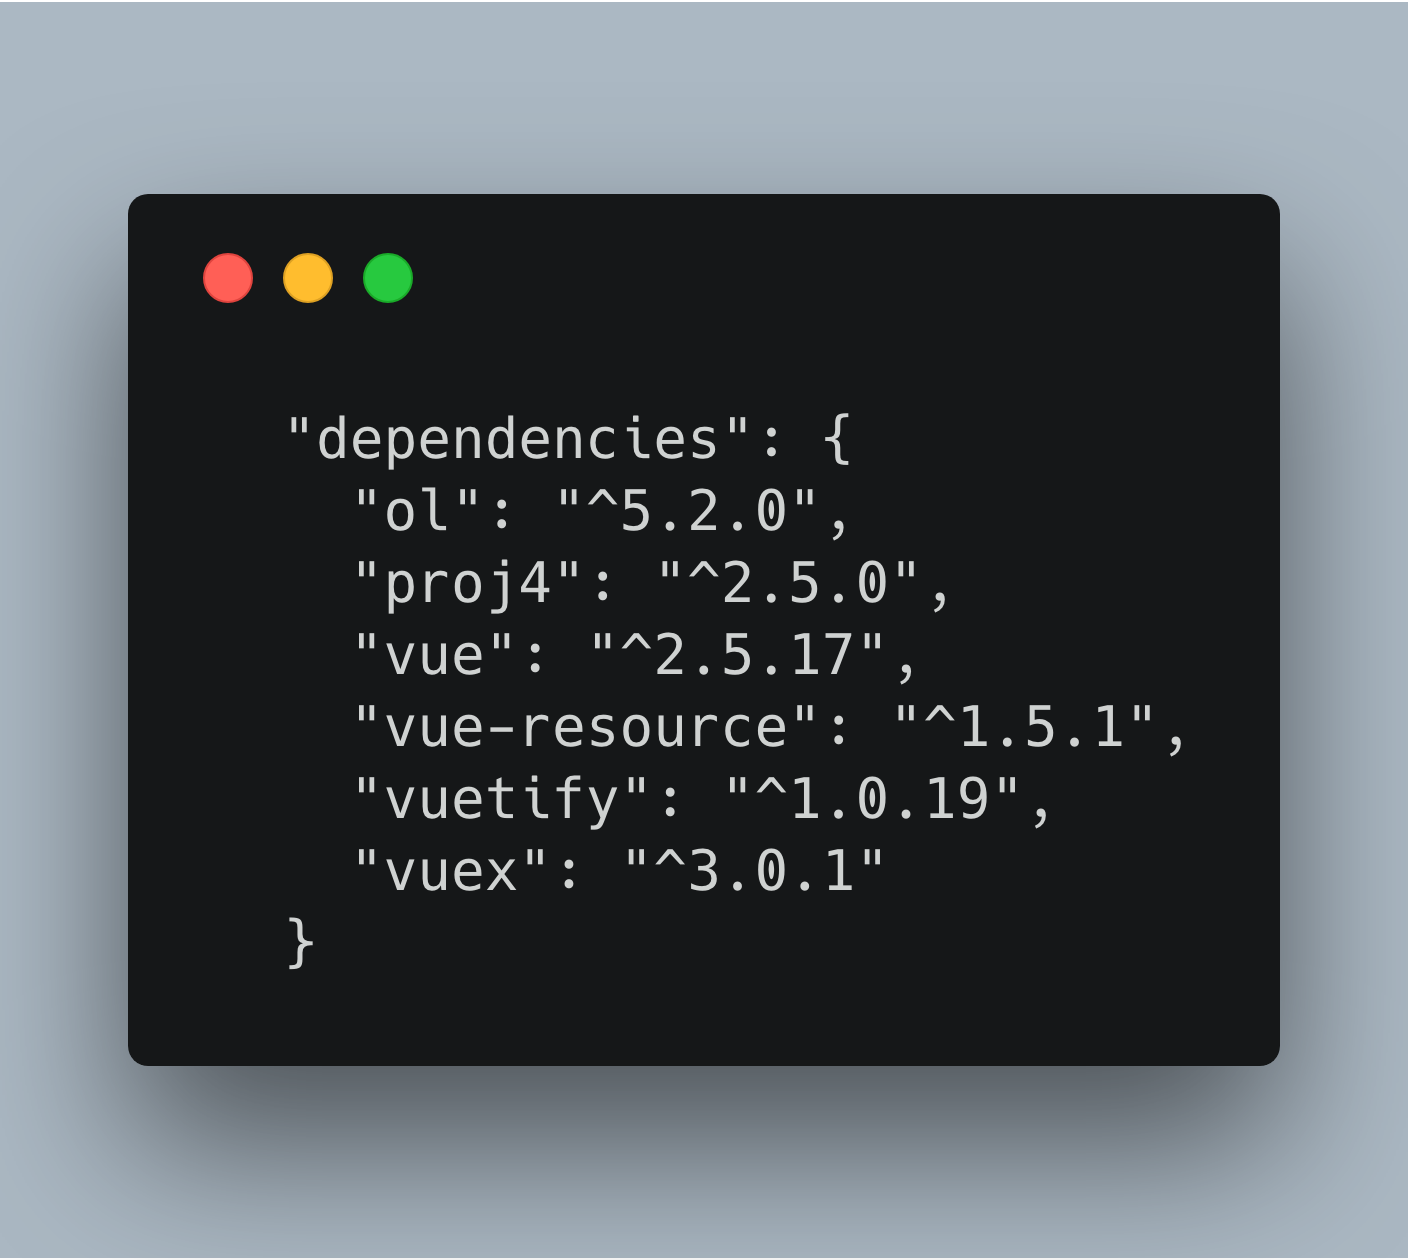 "dependencies": {
"ol": "^5.2.0",
"proj4": "^2.5.0",
"vue": "^2.5.17",
"vue-resource": "^1.5.1",
"vuetify": "^1.0.19",
"vuex": "^3.0.1"
}